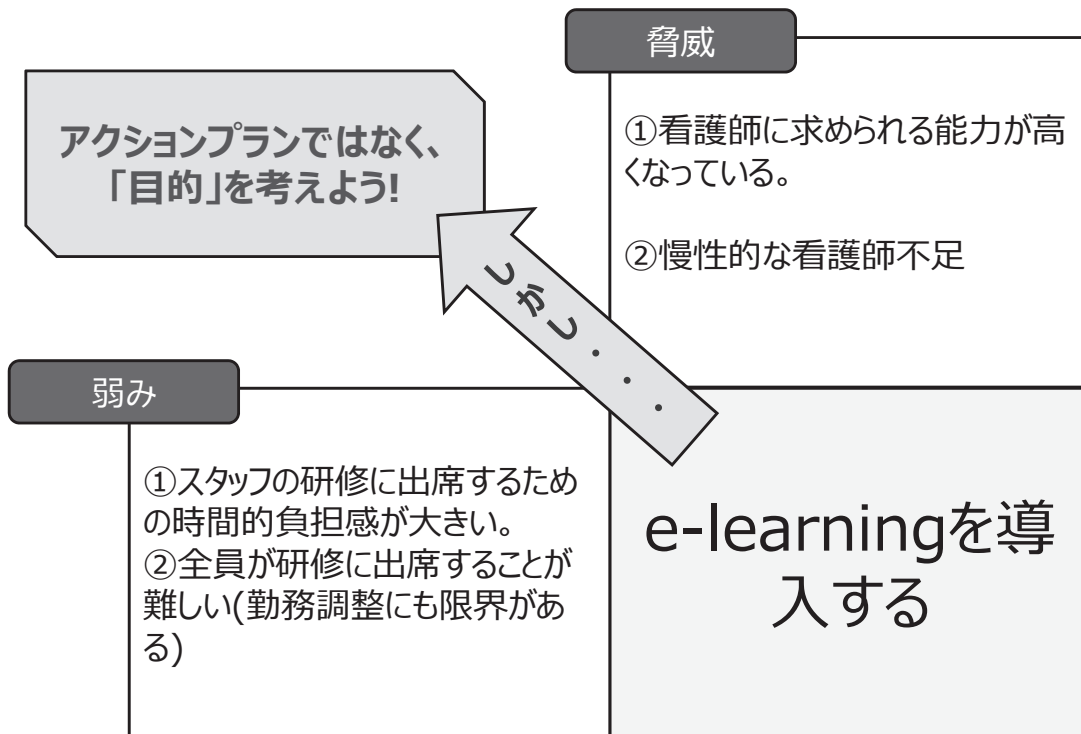 脅威
アクションプランではなく、
「目的」を考えよう!
①看護師に求められる能力が高
くなっている。
②慢性的な看護師不足
しかし・・・
弱み
①スタッフの研修に出席するため
の時間的負担感が大きい。
②全員が研修に出席することが
難しい(勤務調整にも限界があ
る)
e-learningを導
入する